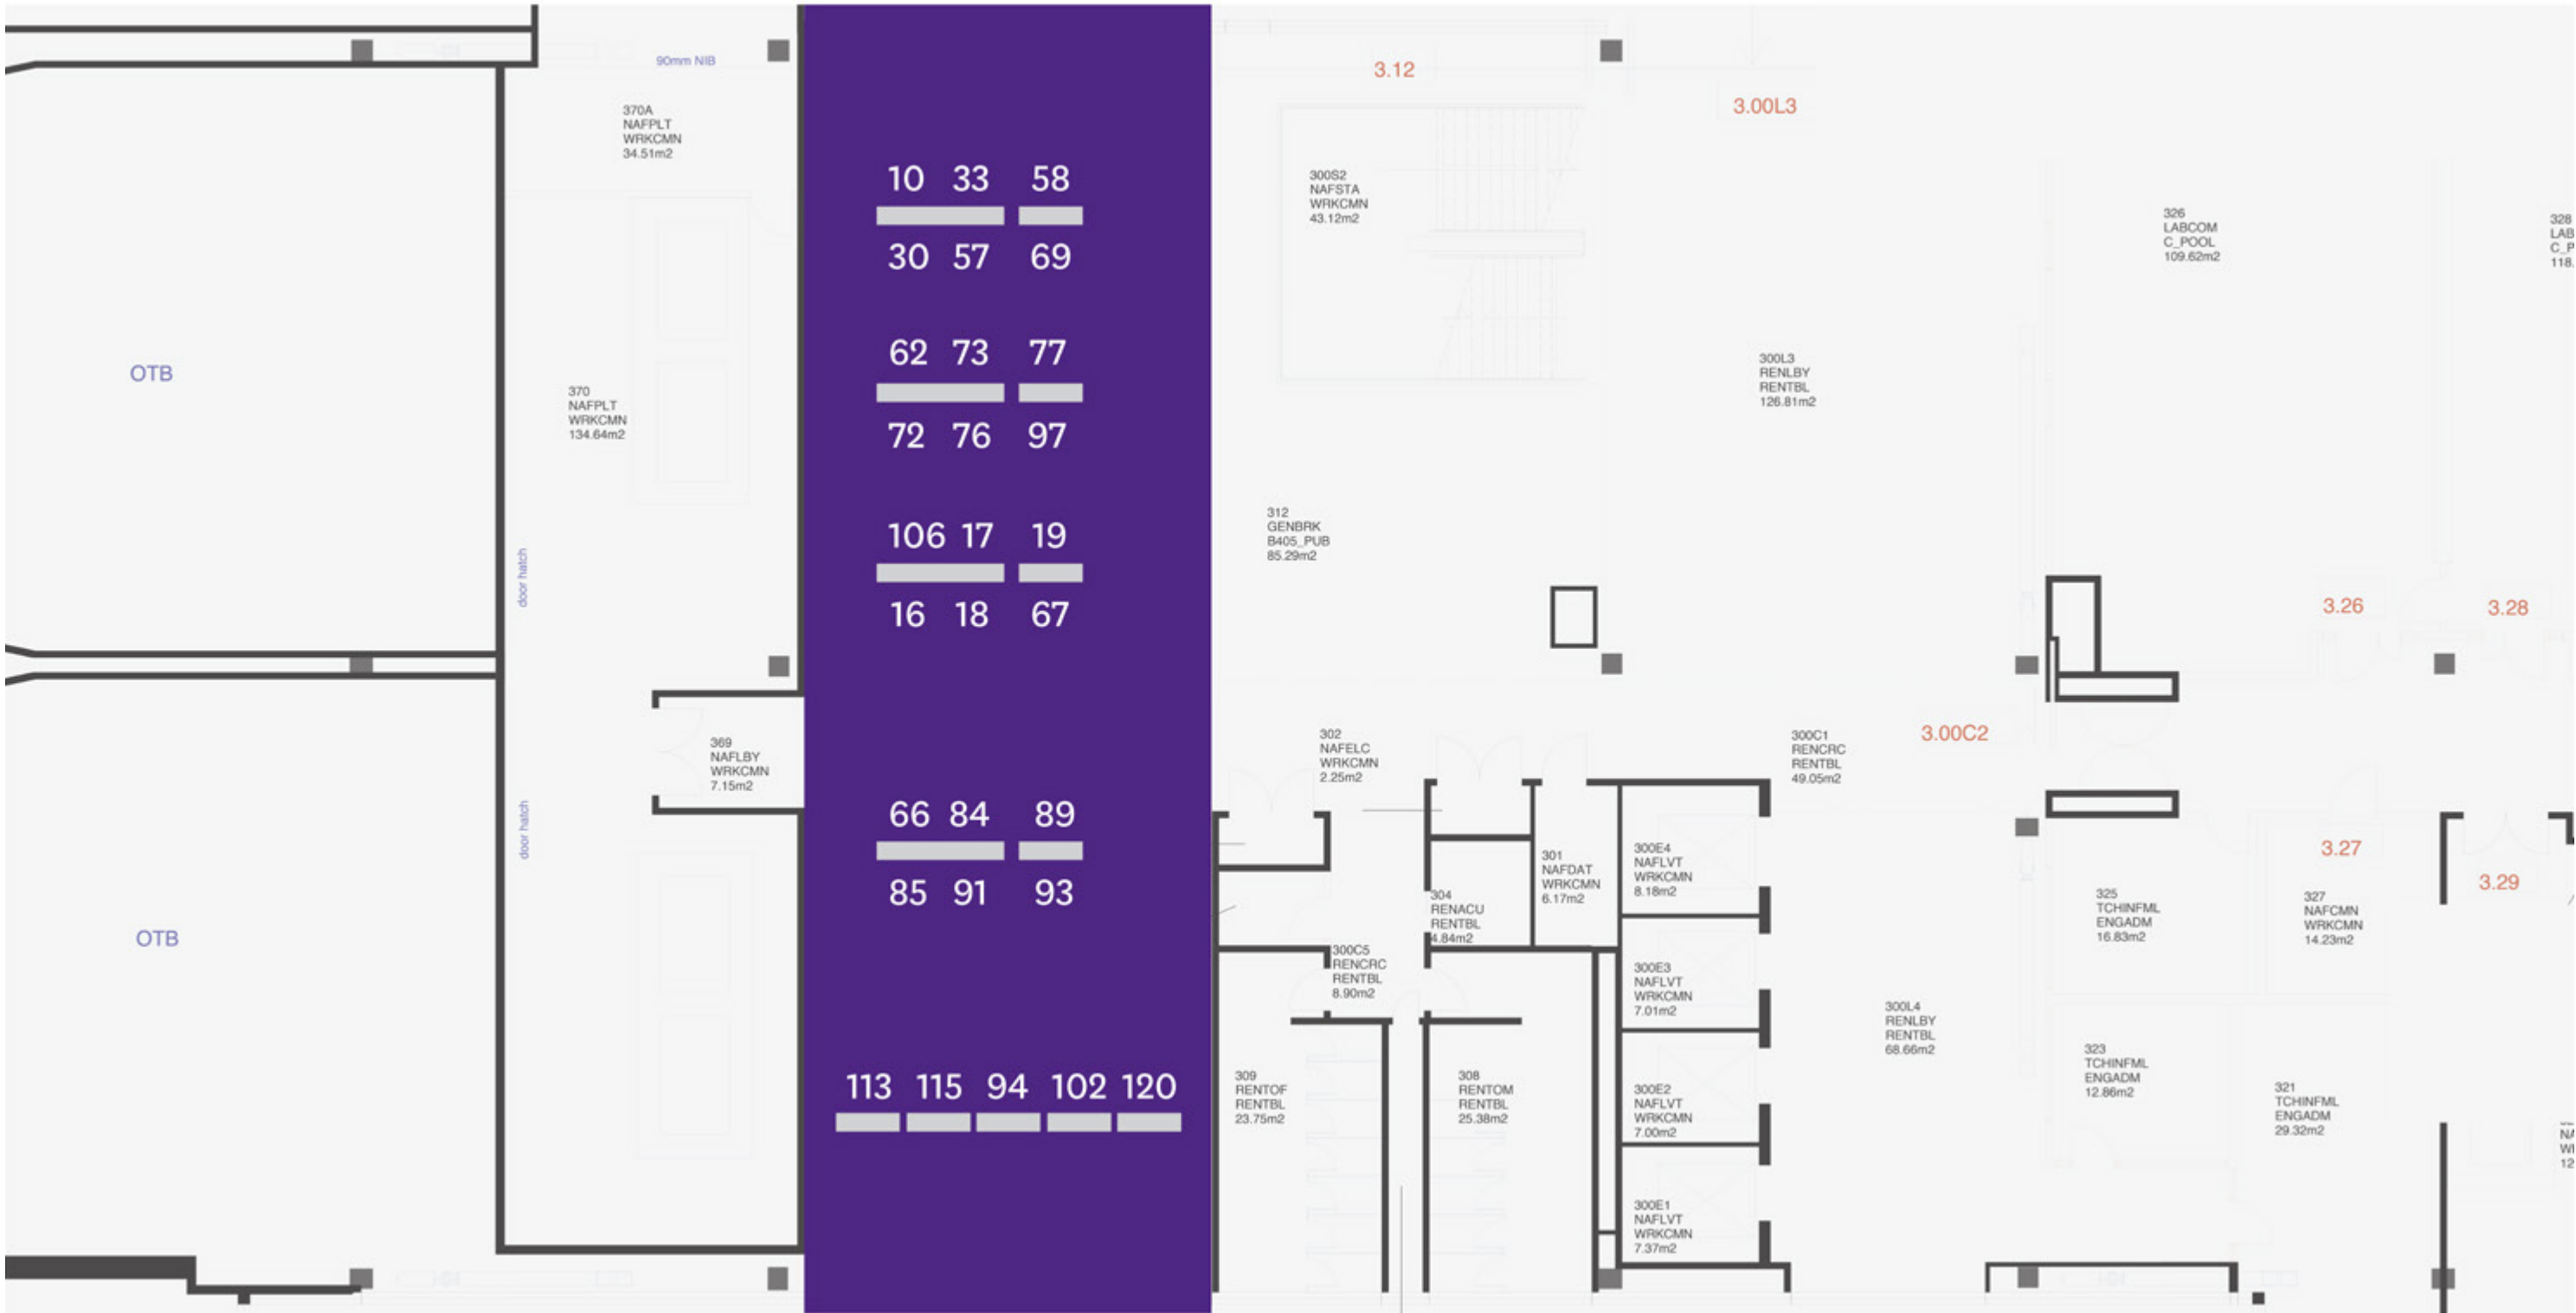 90mm NIB
370A
NAFPLT
WRKCMN
34.51m2
OTB
370
NAFPLT
WRKCMN
134.64m2
door hatch
369
NAFLBY
WRKCMN
7.15m2
door hatch
OTB
10 33 58
30 57 69
62 73 77
72 76 97
106 17 19
16 18 67
66 84 89
85 91 93
113 115 94 102 120
3.12
3.00L3
300S2
NAFSTA
WRKCMN
43.12m2
326
LABCOM
C_POOL
109.62m2
328
LAB
C_P
118.
300L3
RENLBY
RENTBL
126.81m2
312
GENBRK
B405_PUB
85.29m2
3.26
3.28
302
NAFELC
WRKCMN
2.25m2
300C1
RENCRC
RENTBL
49.05m2
3.00C2
304
RENACU
RENTBL
4.84m2
301
NAFDAT
WRKCMN
6.17m2
300E4
NAFLVT
WRKCMN
8.18m2
3.27
3.29
325
TCHINFML
ENGADM
16.83m2
327
NAFCMN
WRKCMN
14.23m2
300C5
RENCRC
RENTBL
8.90m2
300E3
NAFLVT
WRKCMN
7.01m2
300L4
RENLBY
RENTBL
68.66m2
323
TCHINFML
ENGADM
12.86m2
309
RENTOF
RENTBL
23.75m2
308
RENTOM
RENTBL
25.38m2
300E2
NAFLVT
WRKCMN
7.00m2
321
TCHINFML
ENGADM
29.32m2
NA
WI
12
300E1
NAFLVT
WRKCMN
7.37m2